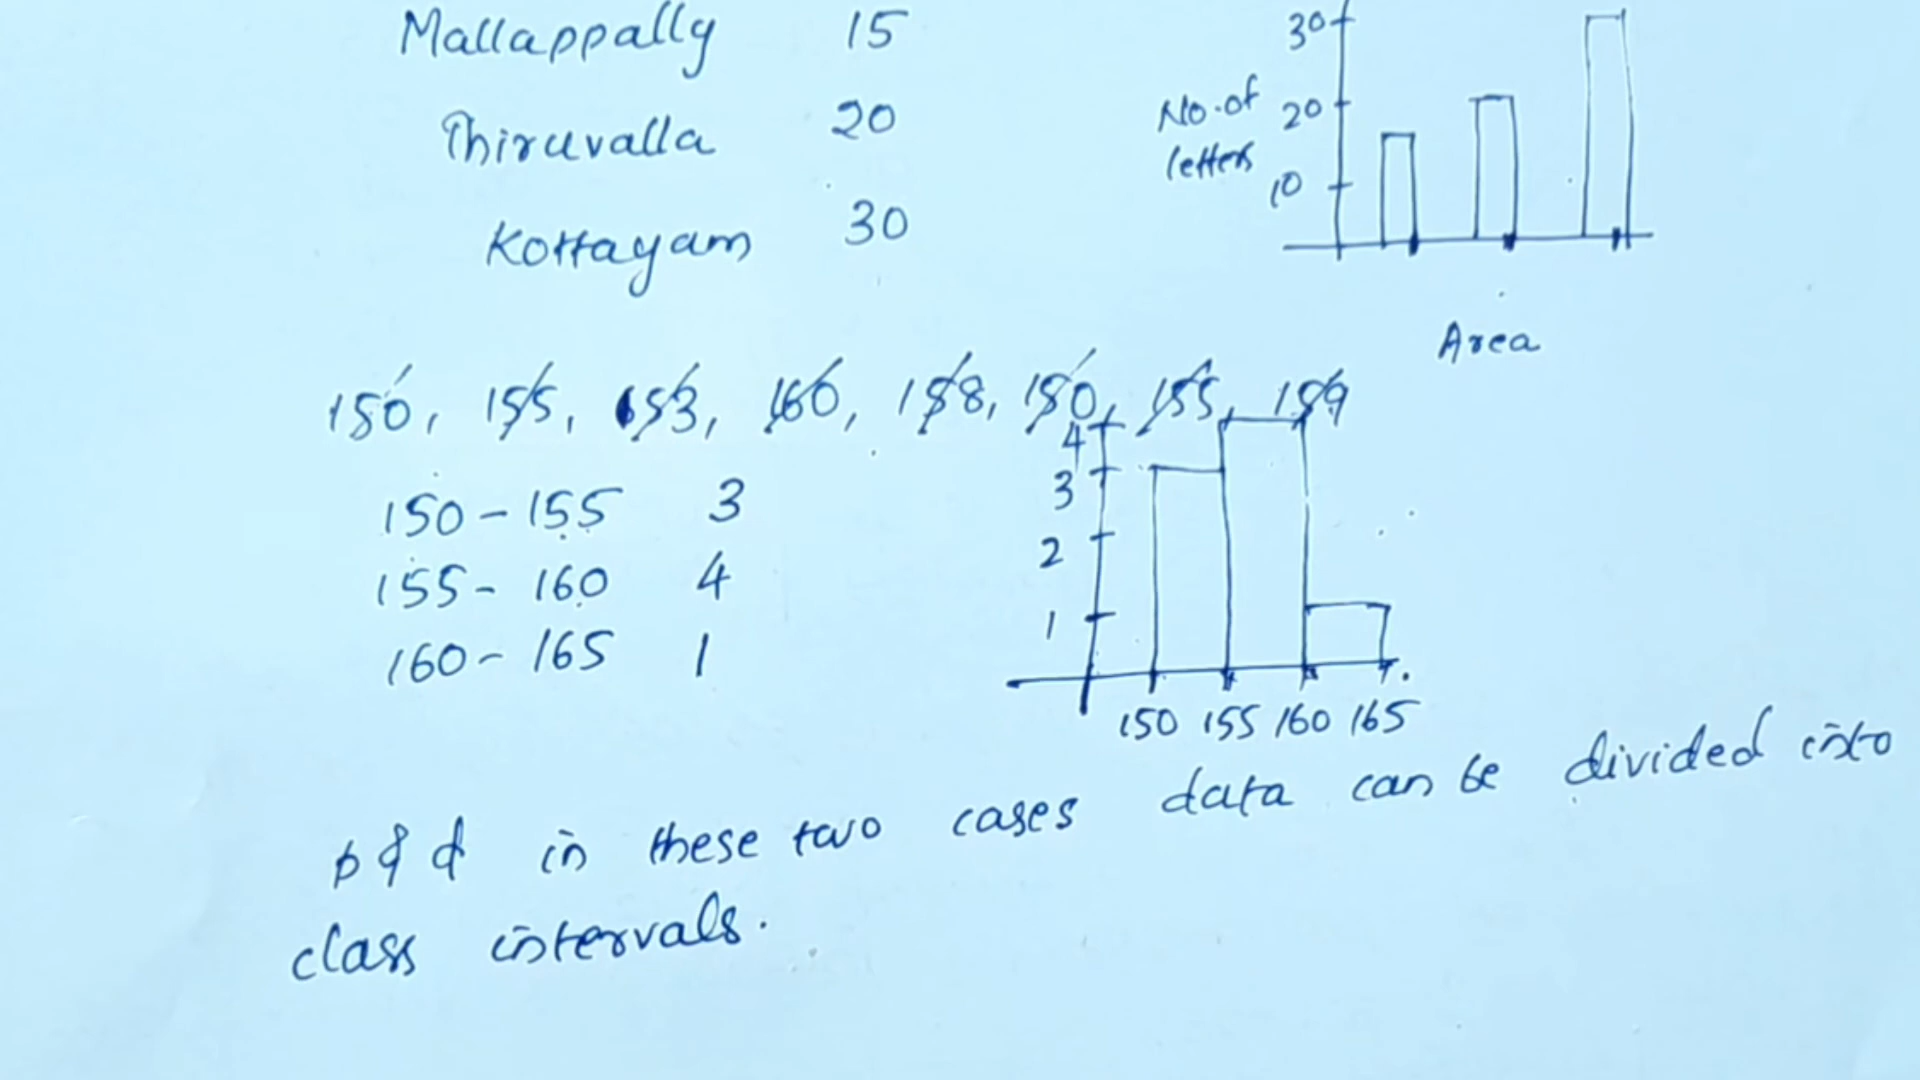 Mallappally 15
Thiruvalla 20
Kottayam 30
30
20
10
No. of
letters
Area
150, 155, 153, 160, 158, 150, 155, 159
150 - 155 3
155 - 160 4
160 - 165 1
4
3
2
1
150 155 160 165
b & d in these two cases data can be divided into
class intervals.